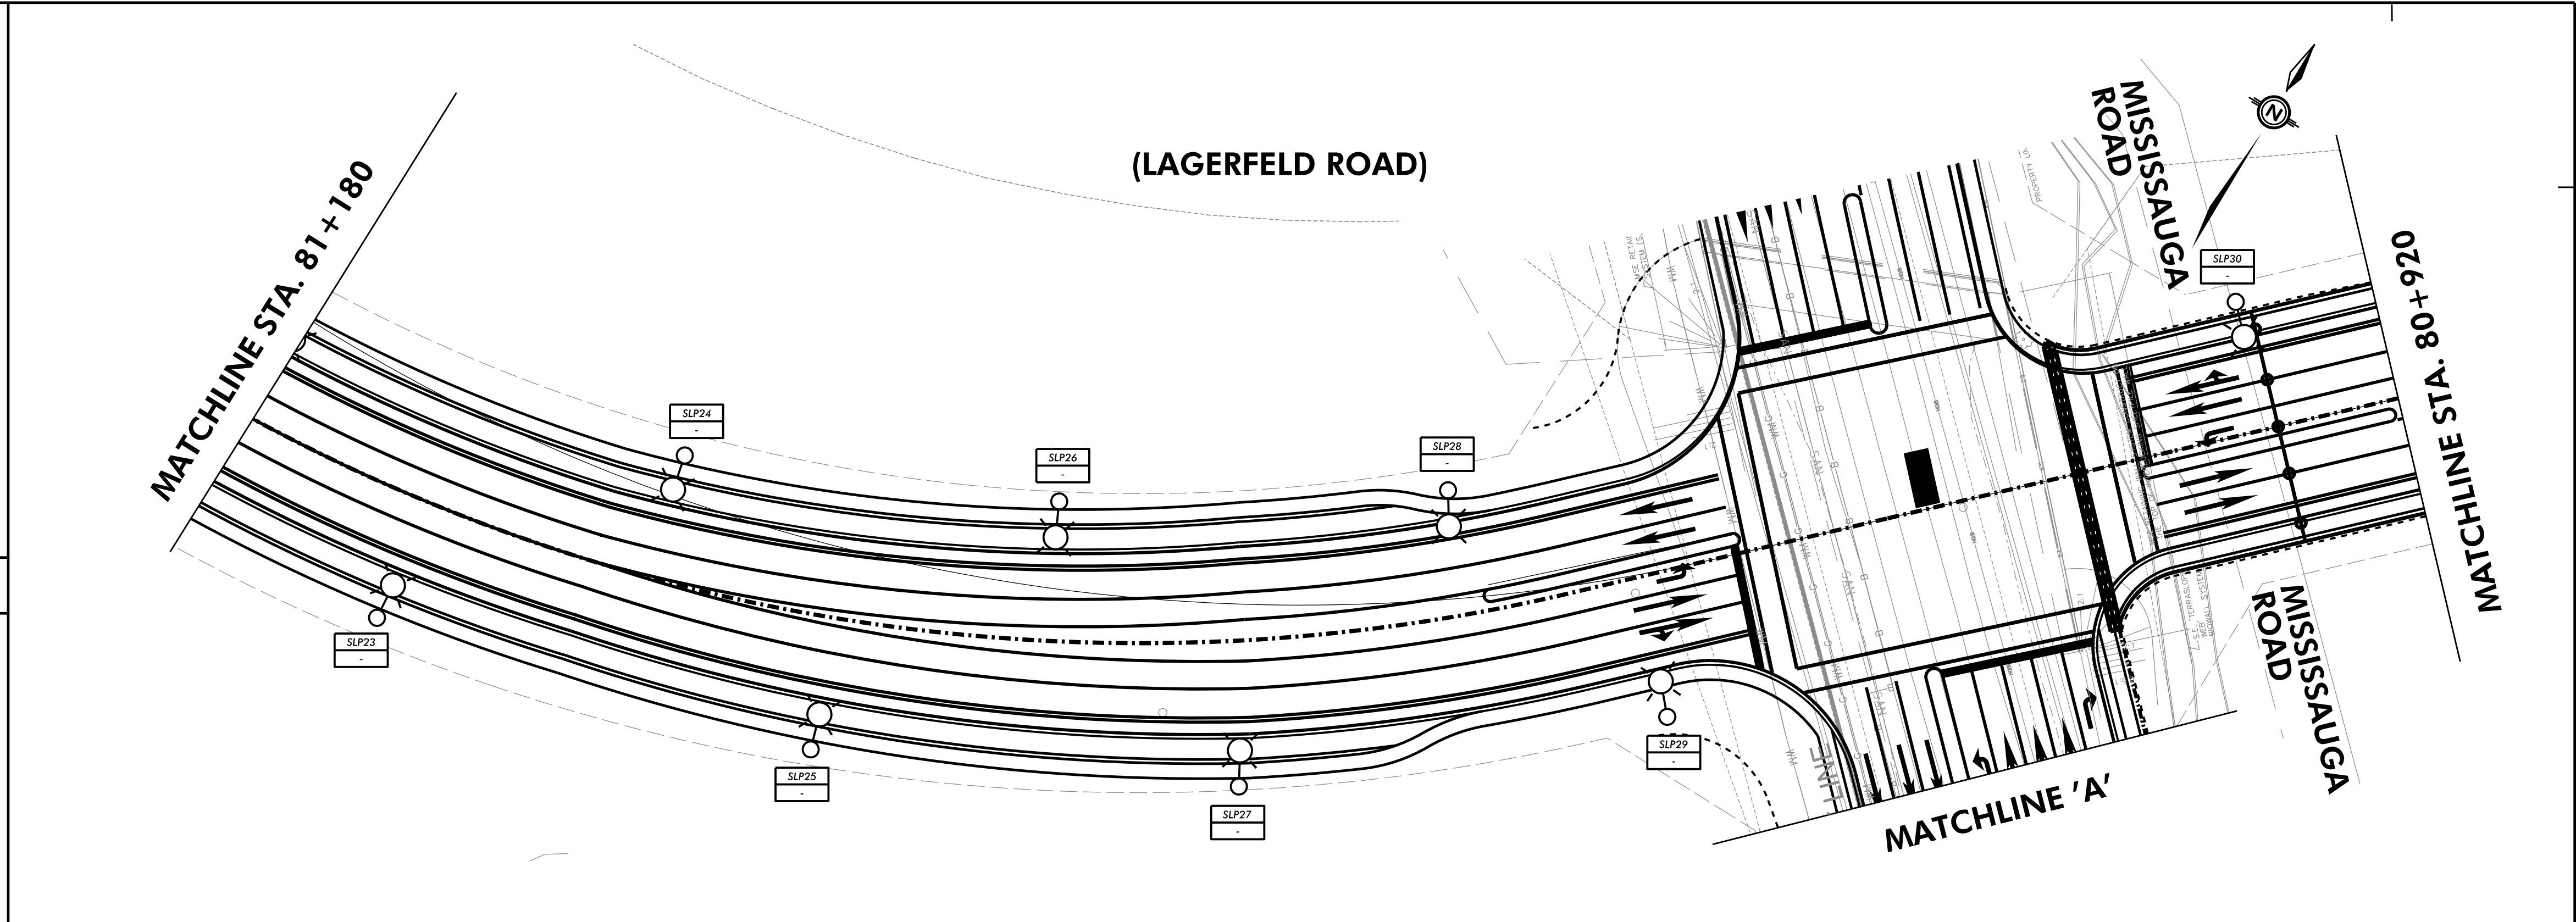 MATCHLINE STA. 81+180
(LAGERFELD ROAD)
MISSISSAUGA
ROAD
N
MATCHLINE STA. 80+920
SLP30
-
SLP24
-
SLP26
-
SLP28
-
SLP23
-
SLP25
-
SLP27
-
SLP29
-
MISSISSAUGA
ROAD
MATCHLINE 'A'
LINE